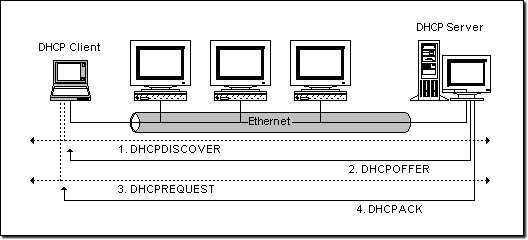 DHCP Client
DHCP Server
Ethernet
1. DHCPDISCOVER
2. DHCPOFFER
3. DHCPREQUEST
4. DHCPACK